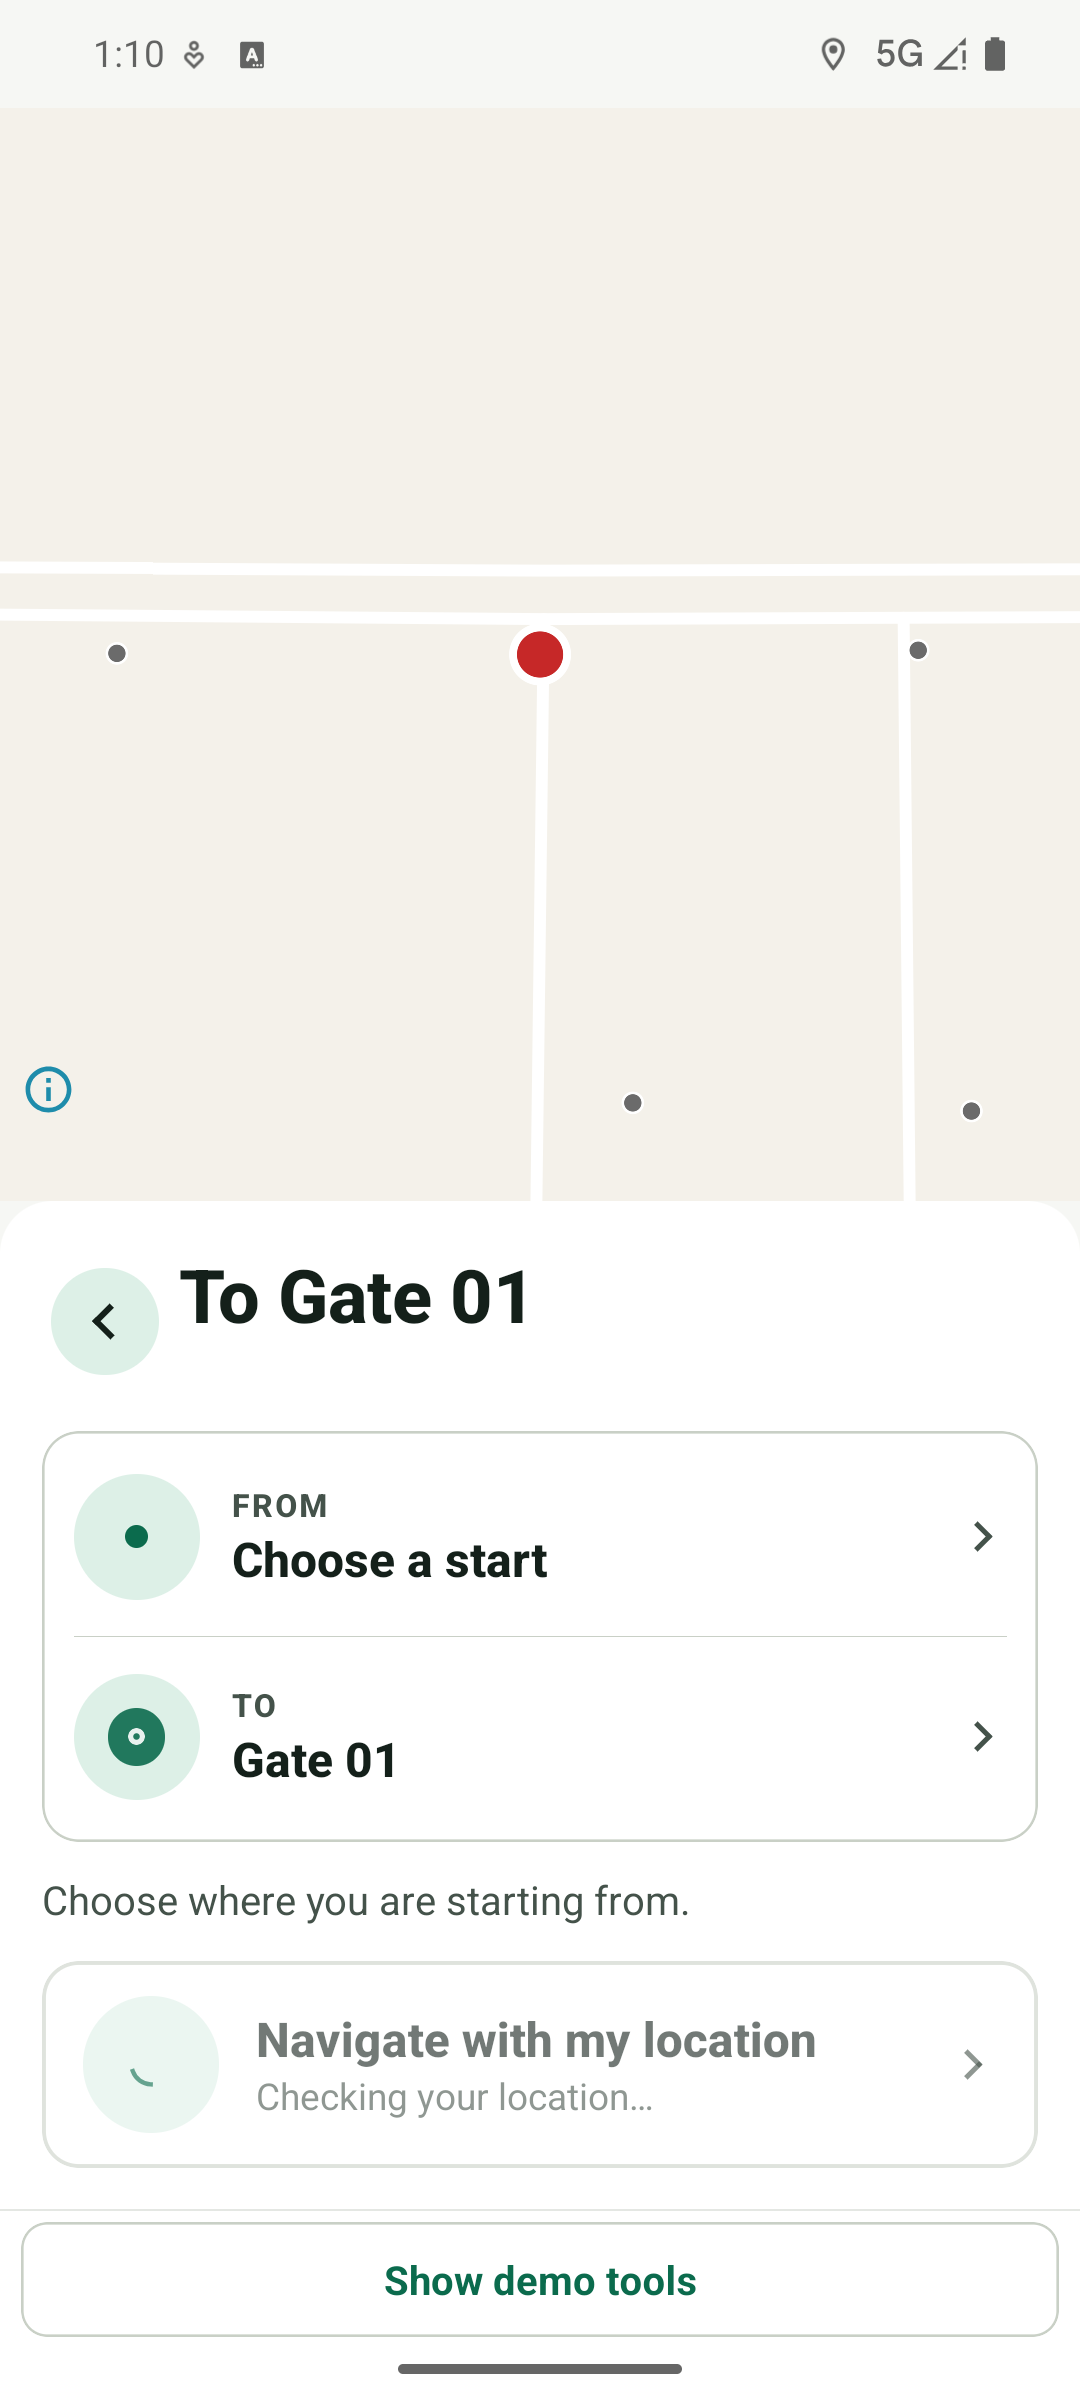 1:10
5G
To Gate 01
FROM
Choose a start
TO
Gate 01
Choose where you are starting from.
Navigate with my location
Checking your location…
Show demo tools